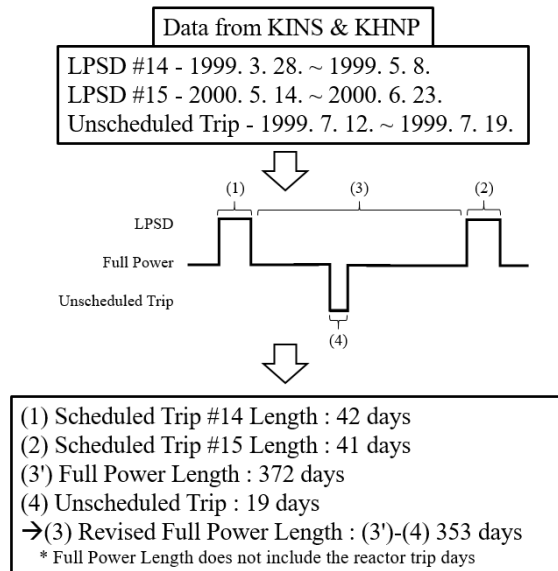 Data from KINS & KHNP
LPSD #14 - 1999. 3. 28. ~ 1999. 5. 8.
LPSD #15 - 2000. 5. 14. ~ 2000. 6. 23.
Unscheduled Trip - 1999. 7. 12. ~ 1999. 7. 19.
(1)
(3)
(2)
LPSD
Full Power
Unscheduled Trip
(4)
(1) Scheduled Trip #14 Length : 42 days
(2) Scheduled Trip #15 Length : 41 days
(3') Full Power Length : 372 days
(4) Unscheduled Trip : 19 days
➔(3) Revised Full Power Length : (3')-(4) 353 days
* Full Power Length does not include the reactor trip days